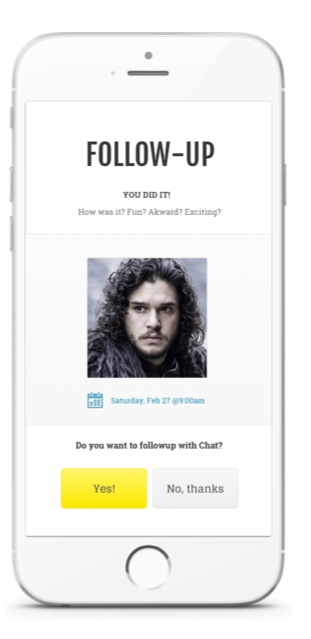 FOLLOW-UP
YOU DID IT!
How was it? Fun? Akward? Exciting?
Saturday, Feb 27 @9:00am
Do you want to followup with Chat?
Yes!
No, thanks